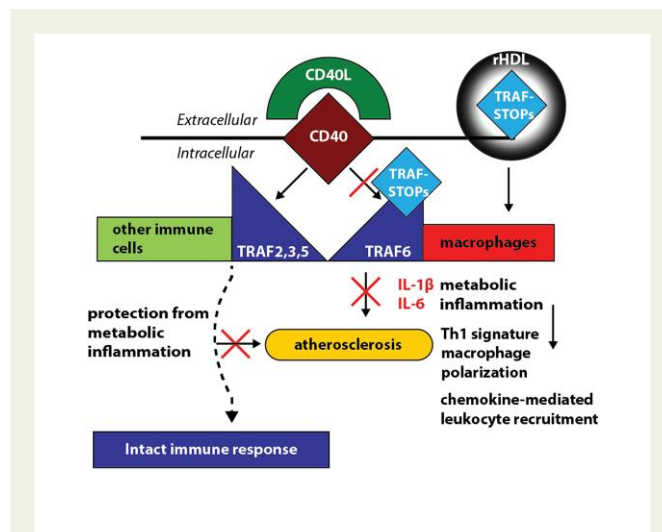 rHDL
CD40L
TRAF-
STOPs
Extracellular
CD40
Intracellular
TRAF-
STOPs
other immune
cells
TRAF2,3,5
TRAF6
macrophages
IL-1β
IL-6
metabolic
inflammation
protection from
metabolic
inflammation
atherosclerosis
Th1 signature
macrophage
polarization
chemokine-mediated
leukocyte recruitment
Intact immune response